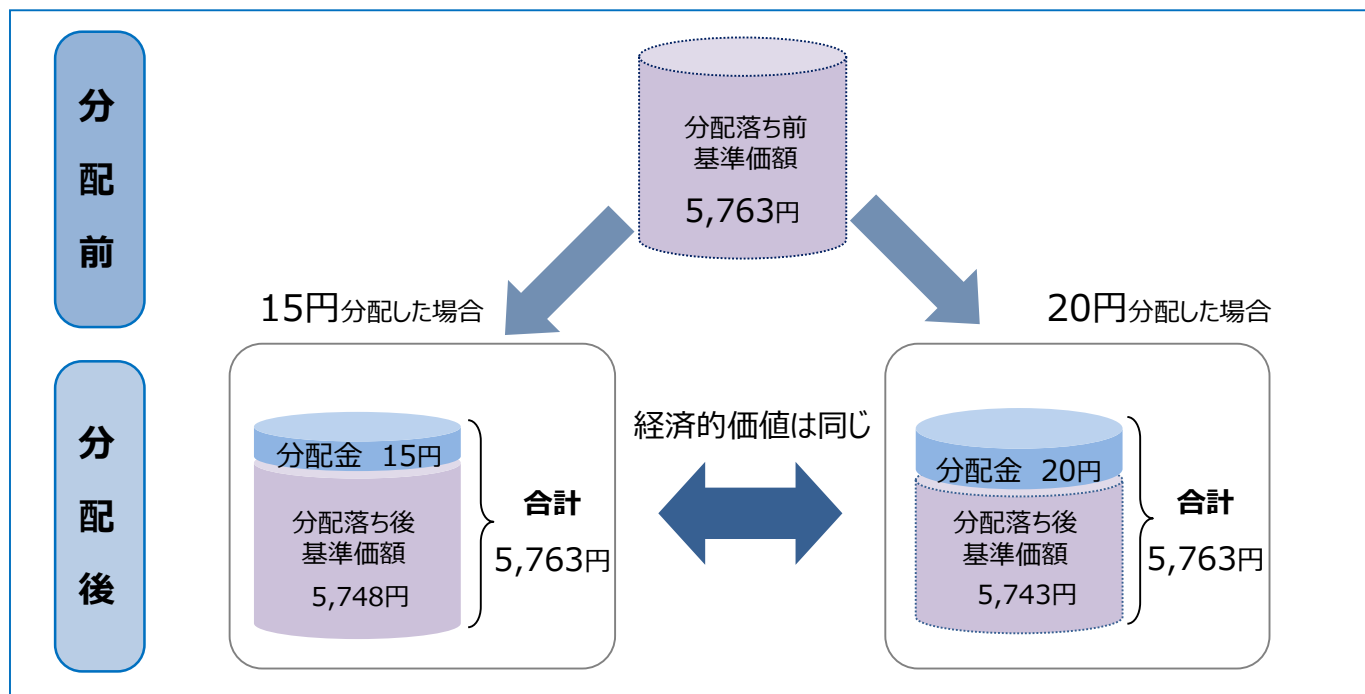 分配前
分配落ち前
基準価額
5,763円
15円分配した場合
20円分配した場合
分配後
分配金 15円
分配落ち後
基準価額
5,748円
合計
5,763円
経済的価値は同じ
分配金 20円
分配落ち後
基準価額
5,743円
合計
5,763円